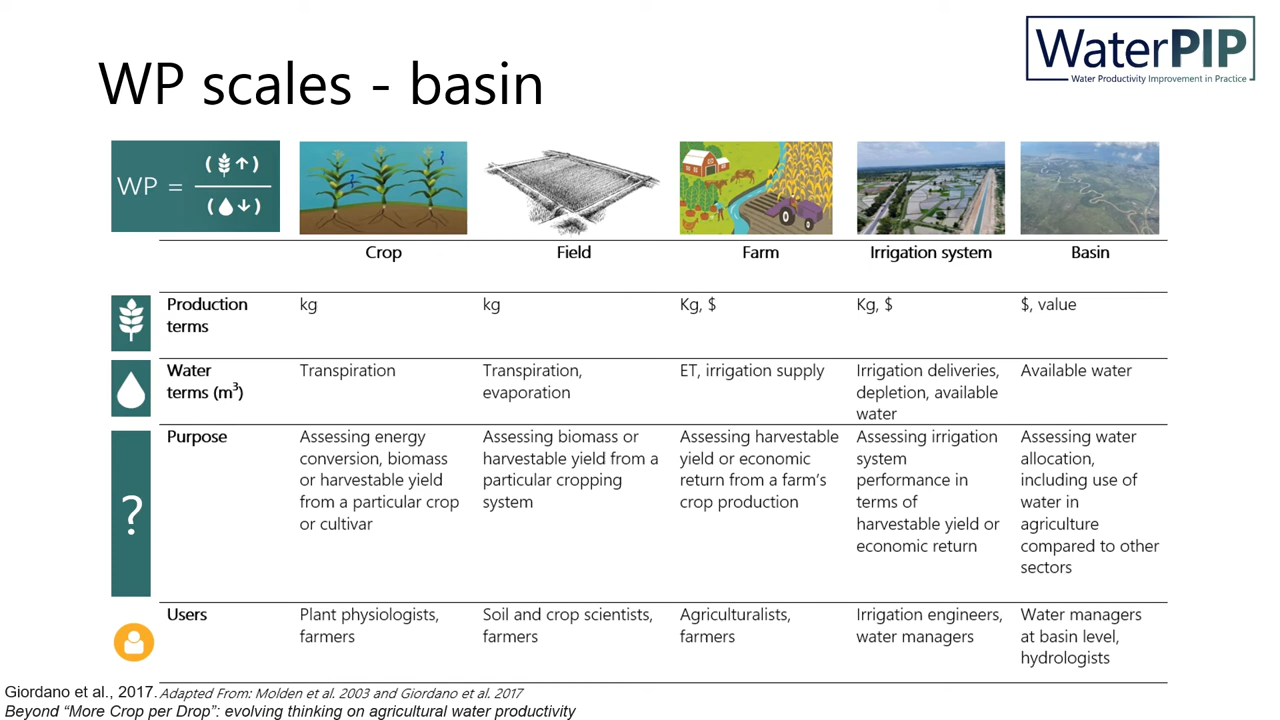 WaterPIP
Water Productivity Improvement in Practice
WP scales - basin
WP = ( ↑) / ( ↓)
Crop
Field
Farm
Irrigation system
Basin
Production
terms
kg
kg
Kg, $
Kg, $
$, value
Water
terms (m³)
Transpiration
Transpiration,
evaporation
ET, irrigation supply
Irrigation deliveries,
depletion, available
water
Available water
?
Purpose
Assessing energy
conversion, biomass
or harvestable yield
from a particular crop
or cultivar
Assessing biomass or
harvestable yield from a
particular cropping
system
Assessing harvestable
yield or economic
return from a farm's
crop production
Assessing irrigation
system
performance in
terms of
harvestable yield or
economic return
Assessing water
allocation,
including use of
water in
agriculture
compared to other
sectors
Users
Plant physiologists,
farmers
Soil and crop scientists,
farmers
Agriculturalists,
farmers
Irrigation engineers,
water managers
Water managers
at basin level,
hydrologists
Giordano et al., 2017. Adapted From: Molden et al. 2003 and Giordano et al. 2017
Beyond “More Crop per Drop”: evolving thinking on agricultural water productivity